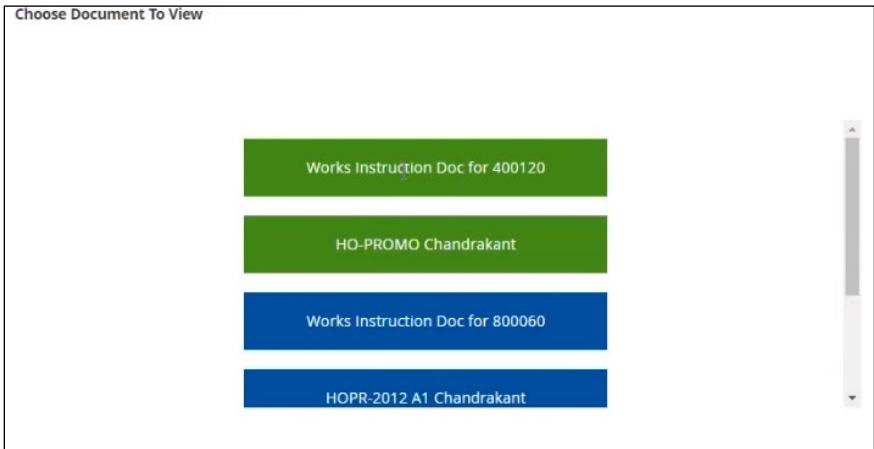 Choose Document To View
Works Instruction Doc for 400120
HO-PROMO Chandrakant
Works Instruction Doc for 800060
HOPR-2012 A1 Chandrakant